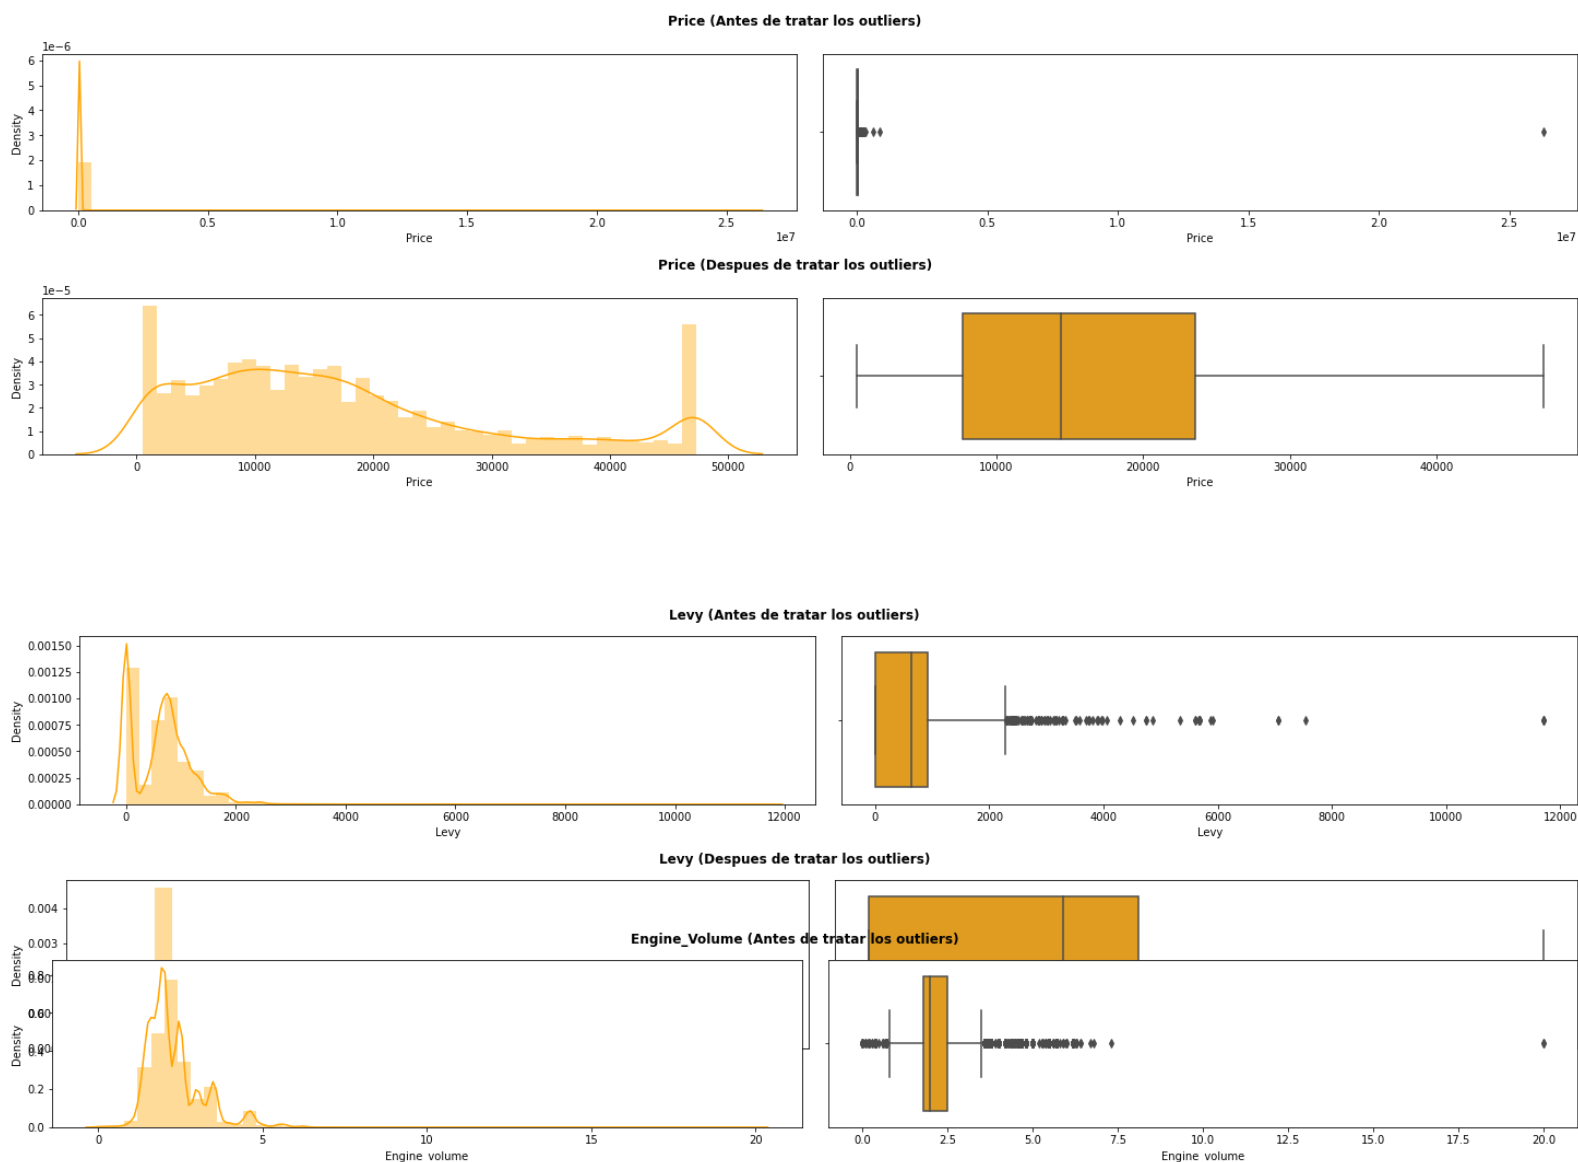 Price (Antes de tratar los outliers)
1e−6
6
5
4
3
2
1
0
Density
0.0 0.5 1.0 1.5 2.0 2.5
1e7
Price
0.0 0.5 1.0 1.5 2.0 2.5
1e7
Price
Price (Despues de tratar los outliers)
1e−5
6
5
4
3
2
1
0
Density
0 10000 20000 30000 40000 50000
Price
0 10000 20000 30000 40000
Price
Levy (Antes de tratar los outliers)
0.00150
0.00125
0.00100
0.00075
0.00050
0.00025
0.00000
Density
0 2000 4000 6000 8000 10000 12000
Levy
0 2000 4000 6000 8000 10000 12000
Levy
Levy (Despues de tratar los outliers)
0.004
0.003
Density
Engine_Volume (Antes de tratar los outliers)
0.8
0.6
0.4
0.2
0.0
Density
0 5 10 15 20
Engine_volume
0.0 2.5 5.0 7.5 10.0 12.5 15.0 17.5 20.0
Engine_volume